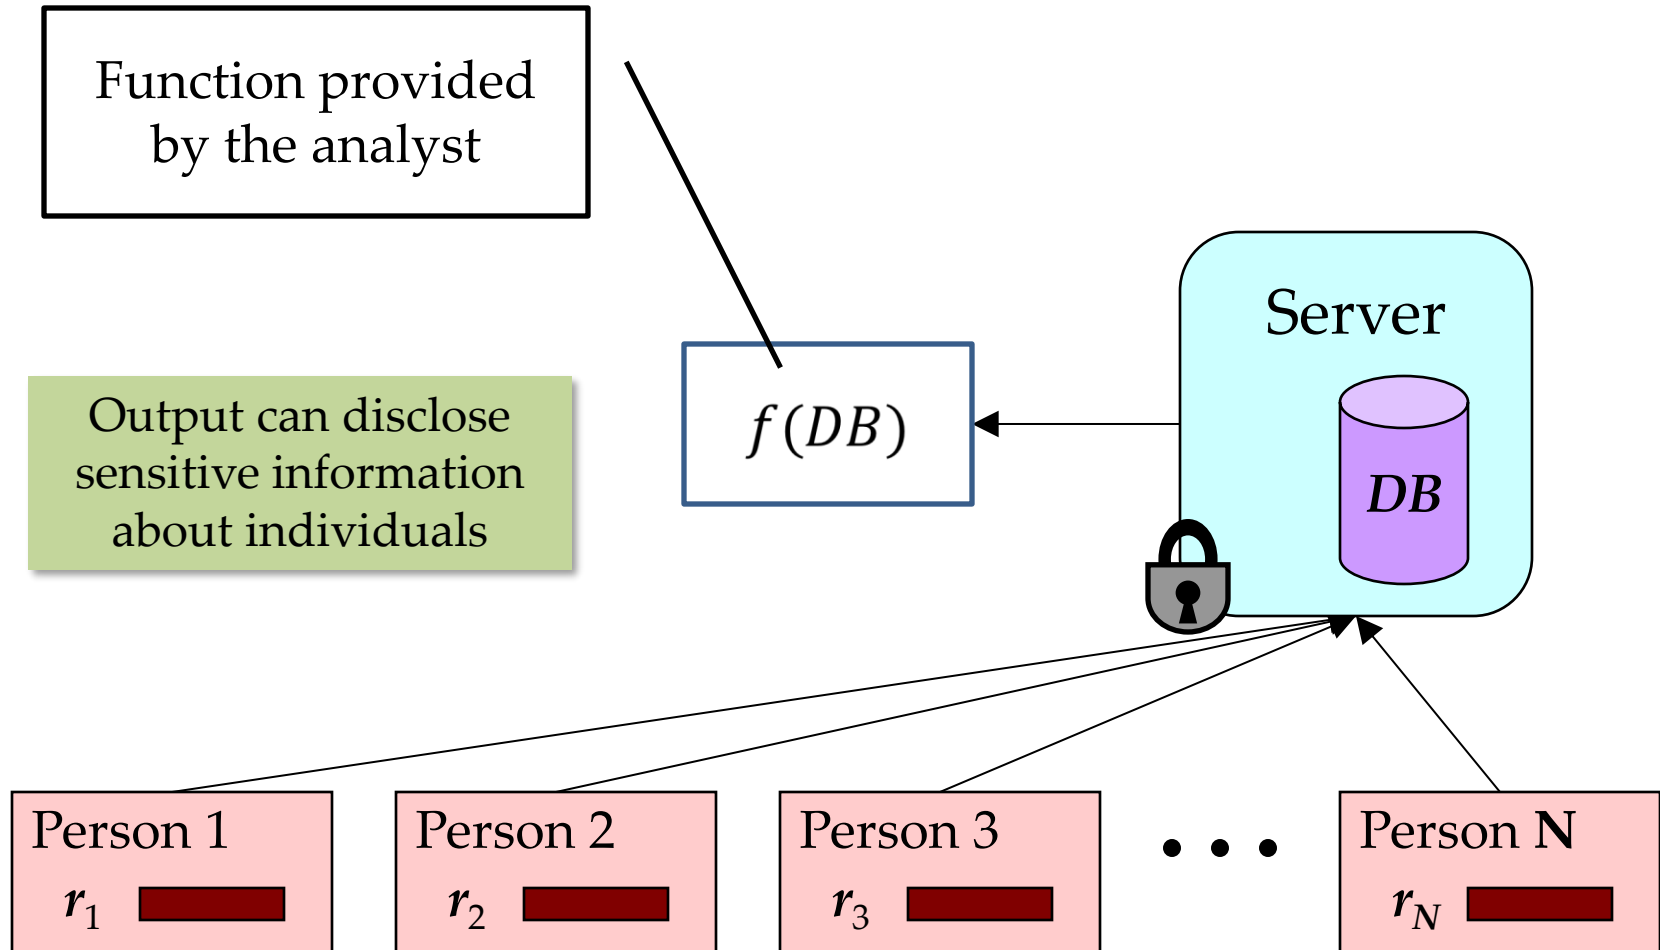 Function provided
by the analyst
Server
f(DB)
DB
Output can disclose
sensitive information
about individuals
Person 1
r1
Person 2
r2
Person 3
r3
• • •
Person N
rN